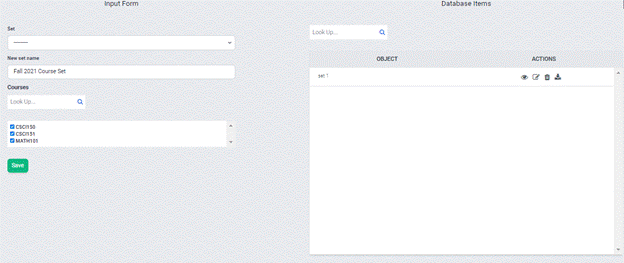 Input Form
Set
---------
New set name
Fall 2021 Course Set
Courses
Look Up...
CSCI150
CSCI151
MATH101
Save
Database Items
Look Up...
OBJECT ACTIONS
set 1